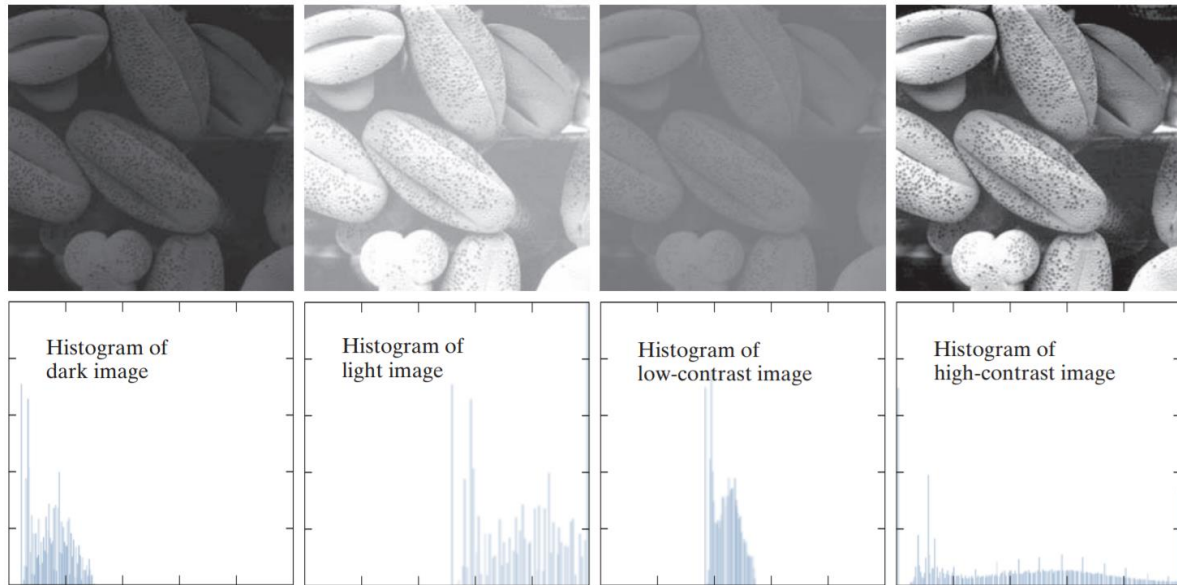 Histogram of
dark image
Histogram of
light image
Histogram of
low-contrast image
Histogram of
high-contrast image